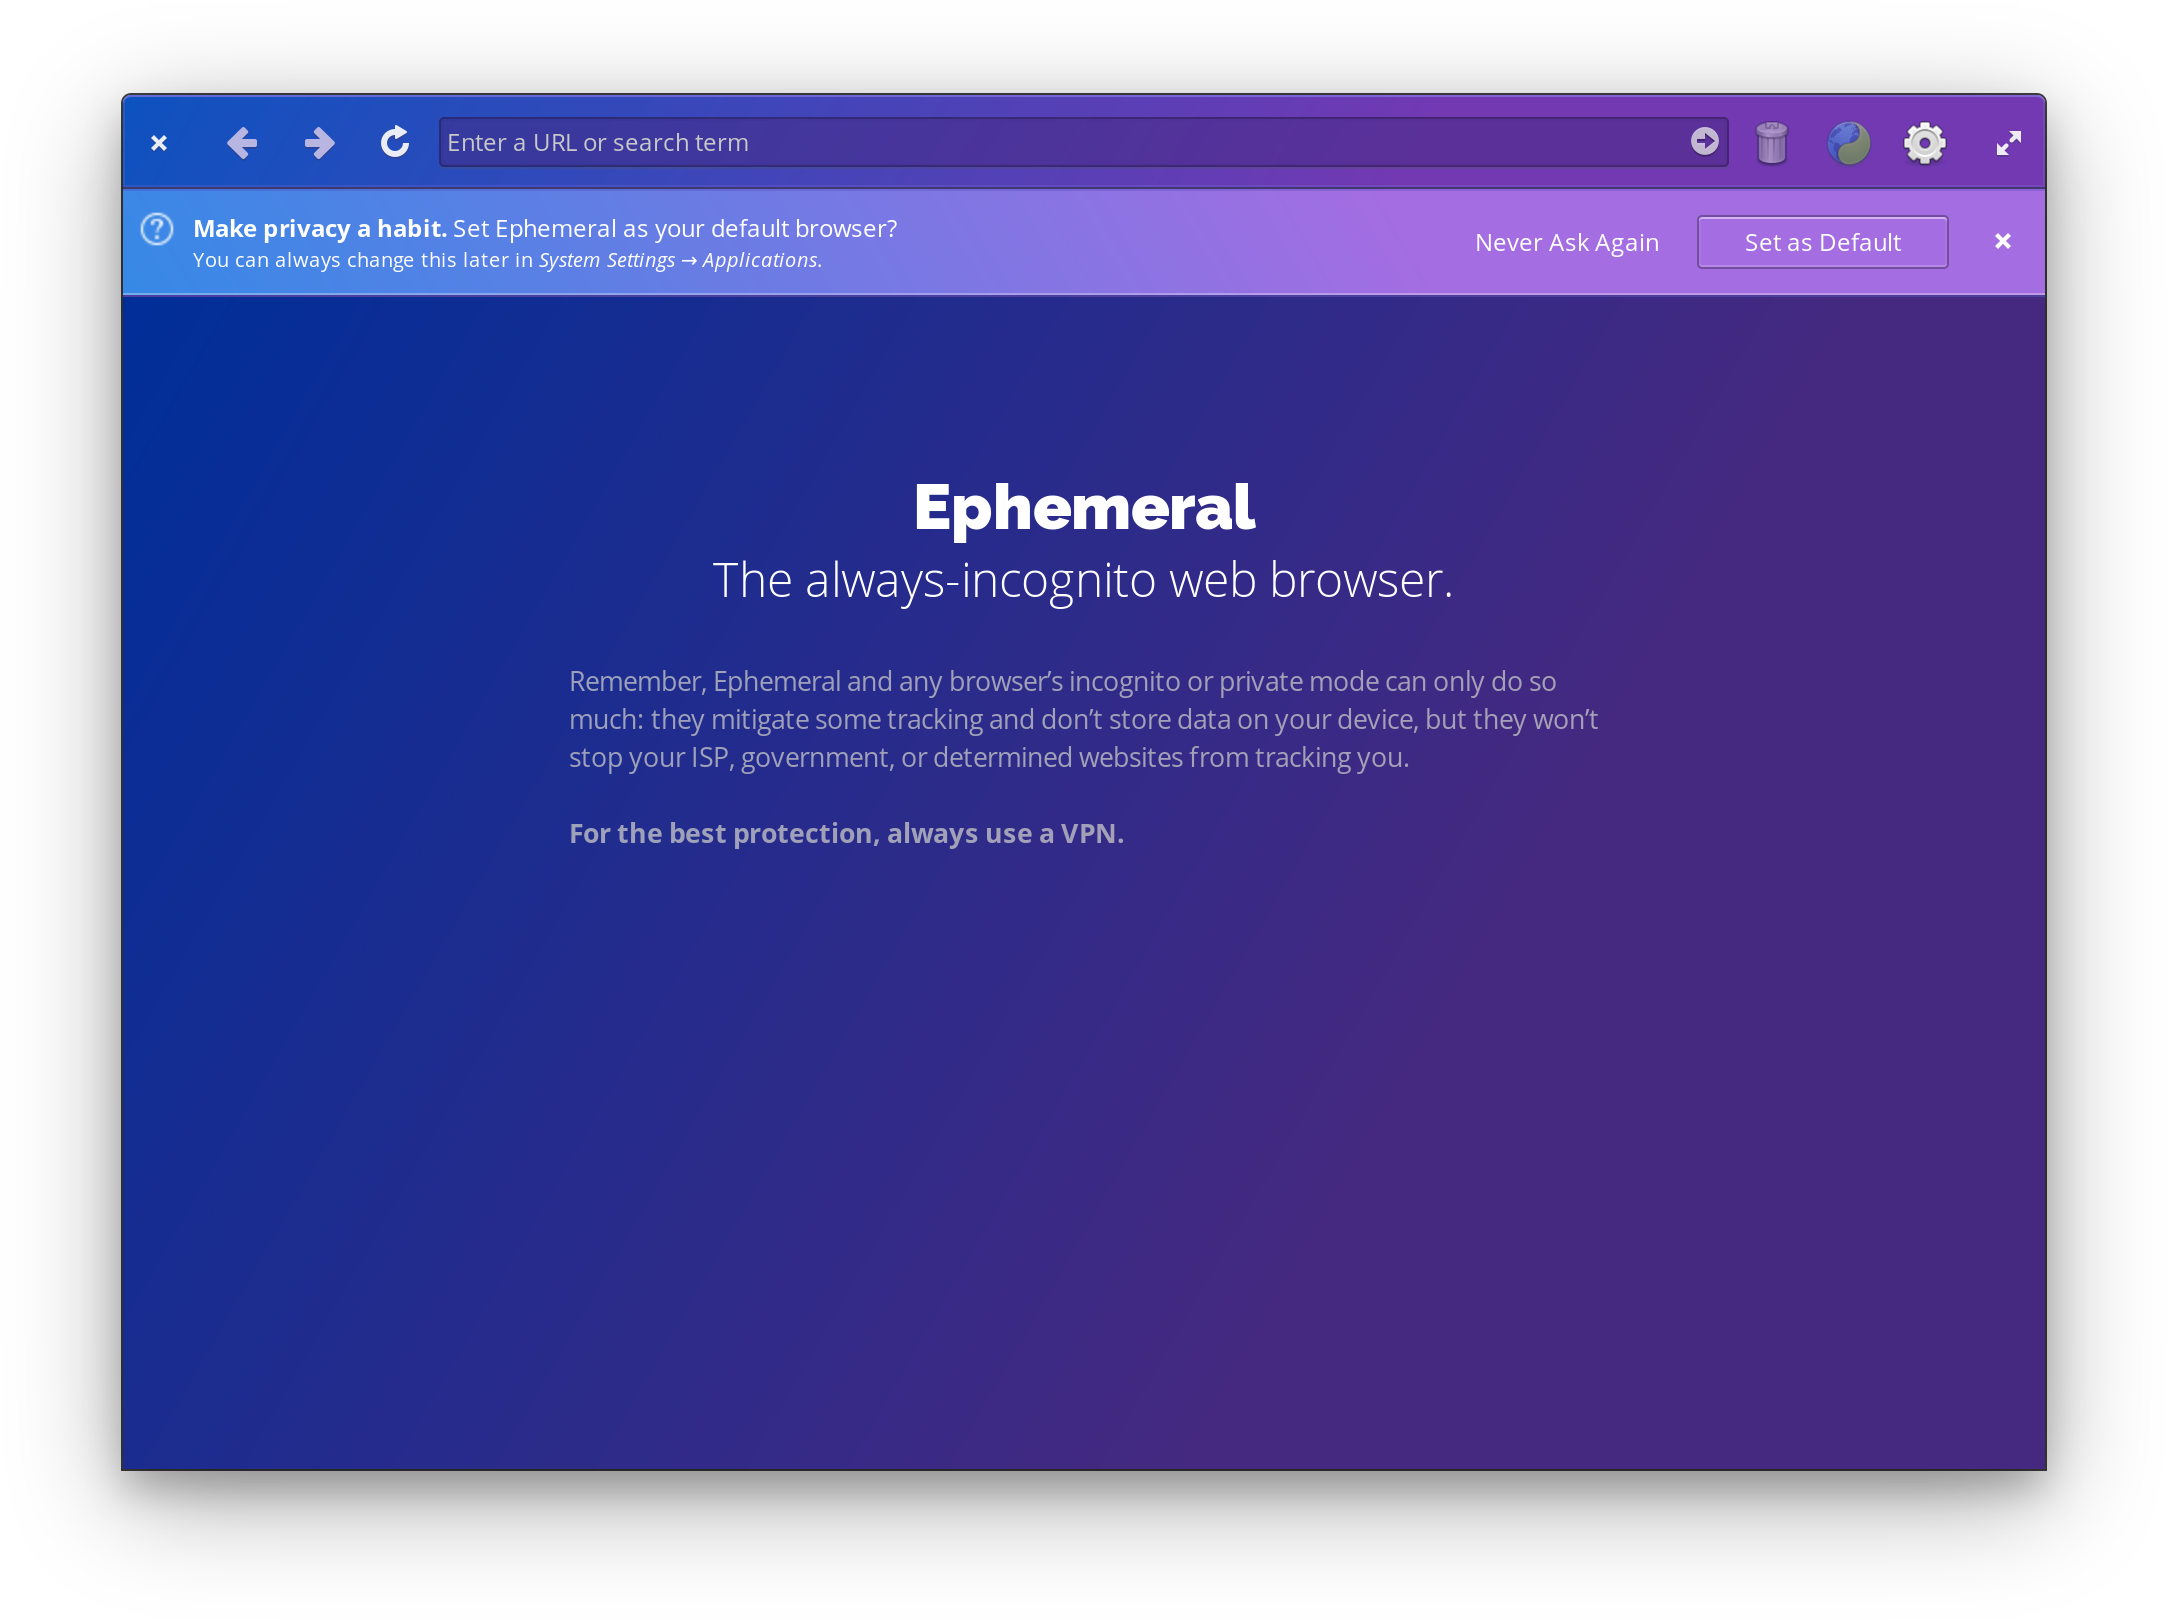 Enter a URL or search term
Make privacy a habit. Set Ephemeral as your default browser?
You can always change this later in System Settings → Applications.
Never Ask Again
Set as Default
Ephemeral
The always-incognito web browser.
Remember, Ephemeral and any browser’s incognito or private mode can only do so
much: they mitigate some tracking and don’t store data on your device, but they won’t
stop your ISP, government, or determined websites from tracking you.
For the best protection, always use a VPN.